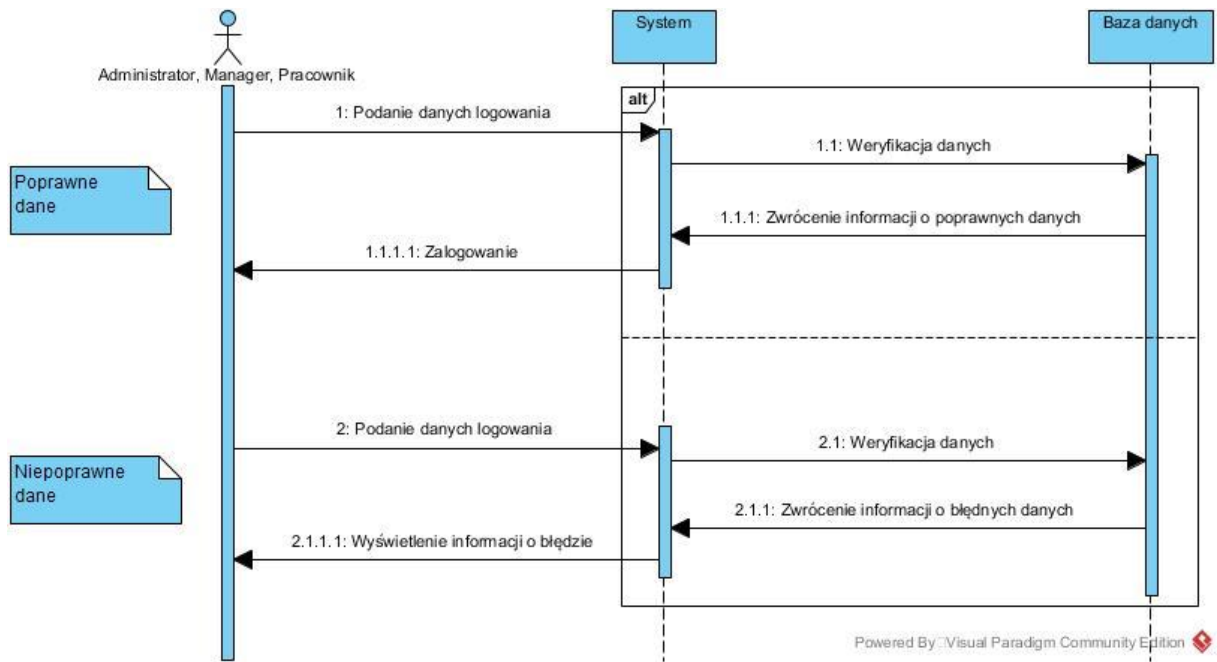 System
Baza danych
Administrator, Manager, Pracownik
alt
1: Podanie danych logowania
1.1: Weryfikacja danych
Poprawne
dane
1.1.1: Zwrócenie informacji o poprawnych danych
1.1.1.1: Zalogowanie
2: Podanie danych logowania
2.1: Weryfikacja danych
Niepoprawne
dane
2.1.1: Zwrócenie informacji o błędnych danych
2.1.1.1: Wyświetlenie informacji o błędzie
Powered By Visual Paradigm Community Edition